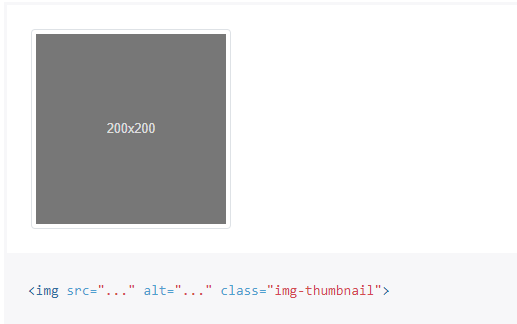 200x200
<img src="..." alt="..." class="img-thumbnail">